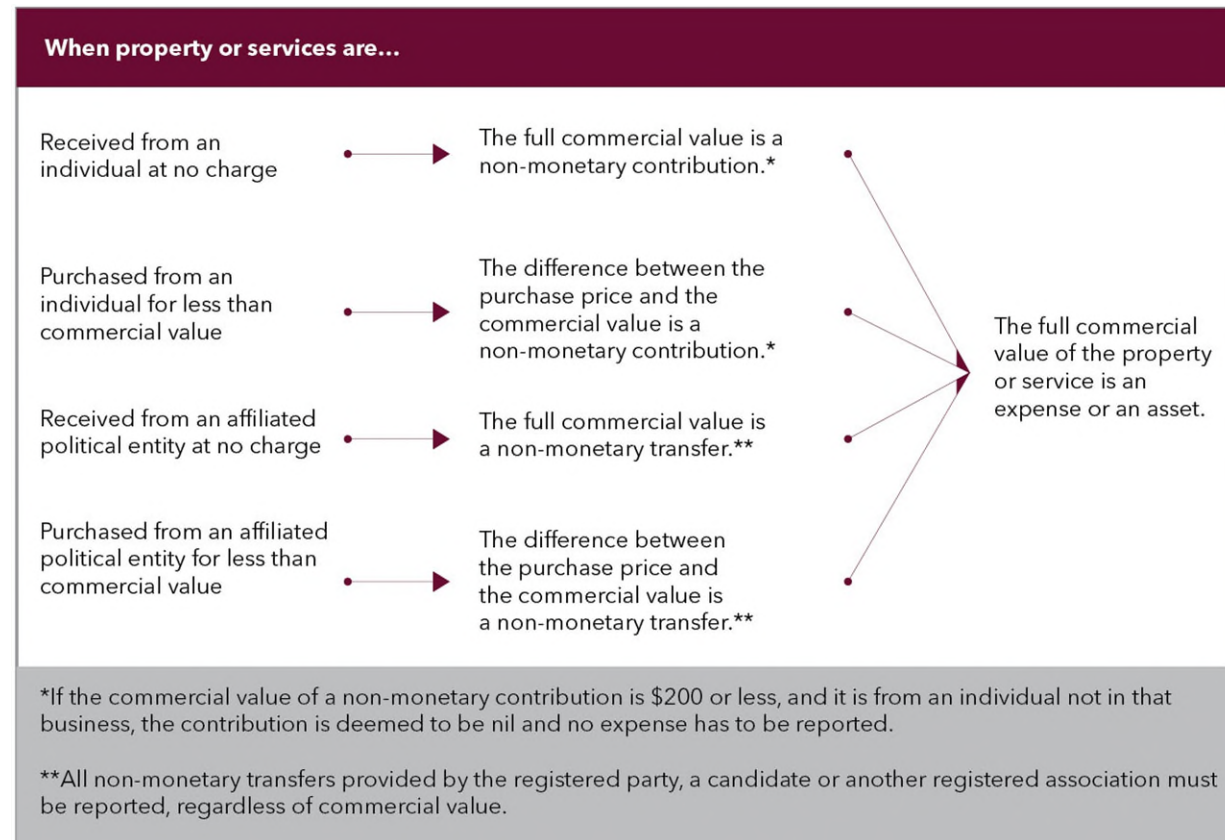 When property or services are...
Received from an
individual at no charge
The full commercial value is a
non-monetary contribution.*
Purchased from an
individual for less than
commercial value
The difference between the
purchase price and the
commercial value is a
non-monetary contribution.*
Received from an affiliated
political entity at no charge
The full commercial value is
a non-monetary transfer.**
Purchased from an affiliated
political entity for less than
commercial value
The difference between
the purchase price and
the commercial value is
a non-monetary transfer.**
The full commercial
value of the property
or service is an
expense or an asset.
*If the commercial value of a non-monetary contribution is $200 or less, and it is from an individual not in that
business, the contribution is deemed to be nil and no expense has to be reported.
**All non-monetary transfers provided by the registered party, a candidate or another registered association must
be reported, regardless of commercial value.